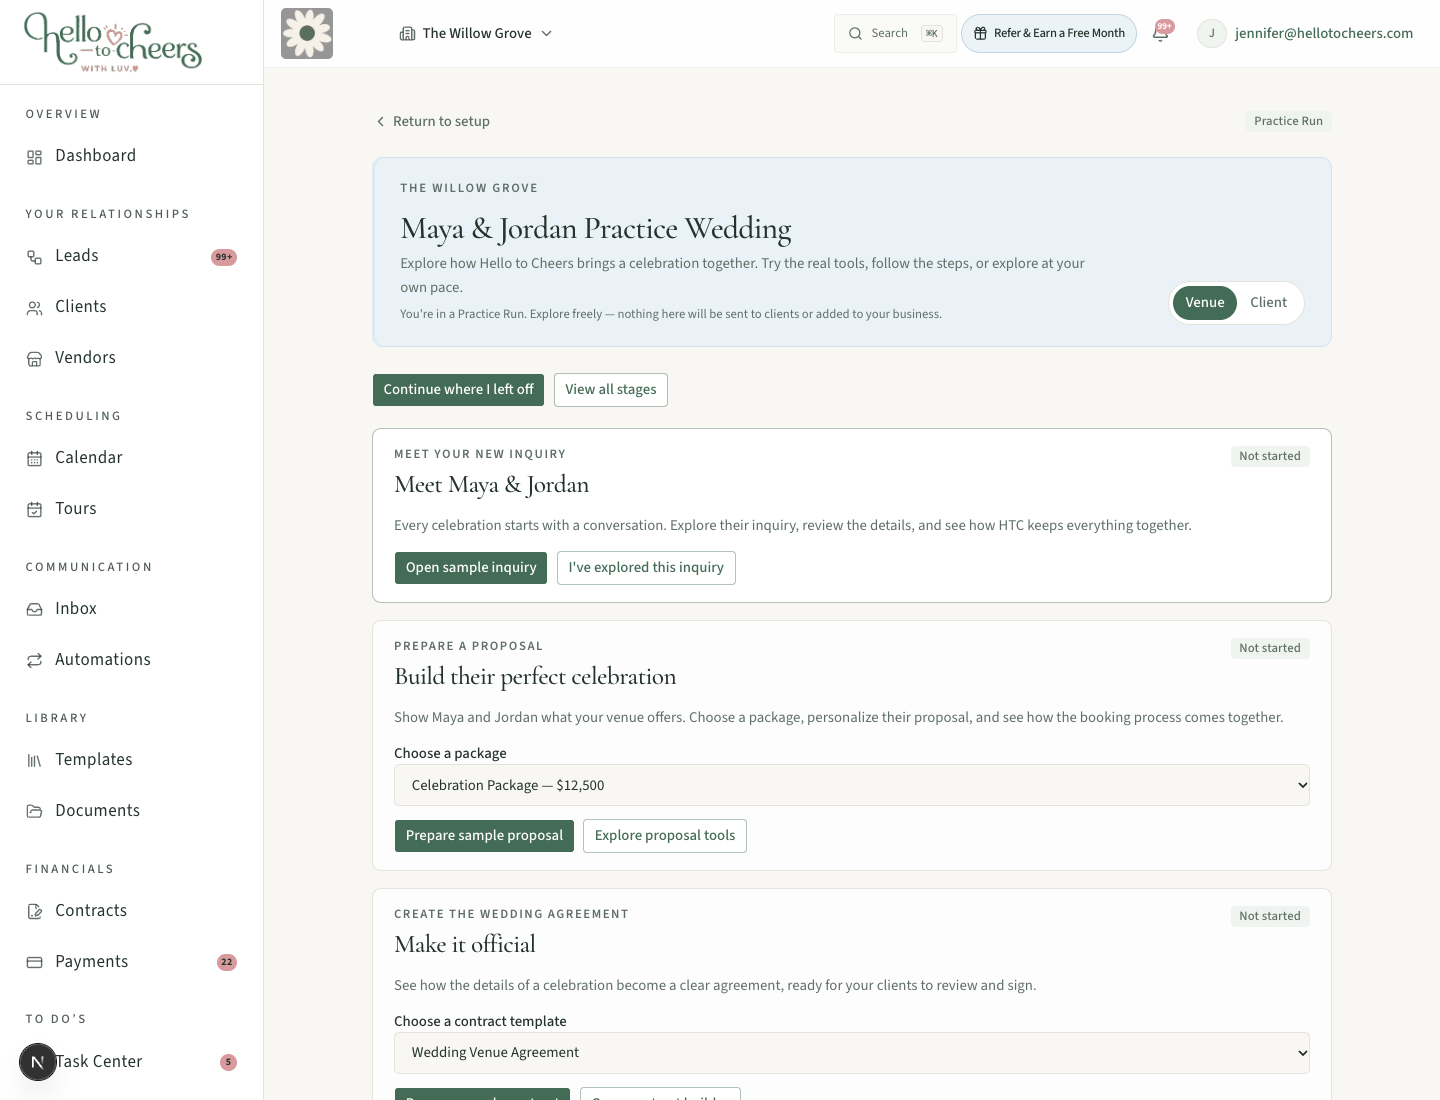 hello
to cheers
WITH LUV.
The Willow Grove
Search ⌘K
Refer & Earn a Free Month
99+
J
jennifer@hellotocheers.com
OVERVIEW
Dashboard
YOUR RELATIONSHIPS
Leads 99+
Clients
Vendors
SCHEDULING
Calendar
Tours
COMMUNICATION
Inbox
Automations
LIBRARY
Templates
Documents
FINANCIALS
Contracts
Payments 22
TO DO'S
N
Task Center 5
Return to setup
Practice Run
THE WILLOW GROVE
Maya & Jordan Practice Wedding
Explore how Hello to Cheers brings a celebration together. Try the real tools, follow the steps, or explore at your
own pace.
You're in a Practice Run. Explore freely — nothing here will be sent to clients or added to your business.
Venue Client
Continue where I left off View all stages
MEET YOUR NEW INQUIRY
Not started
Meet Maya & Jordan
Every celebration starts with a conversation. Explore their inquiry, review the details, and see how HTC keeps everything together.
Open sample inquiry I've explored this inquiry
PREPARE A PROPOSAL
Not started
Build their perfect celebration
Show Maya and Jordan what your venue offers. Choose a package, personalize their proposal, and see how the booking process comes together.
Choose a package
Celebration Package — $12,500
Prepare sample proposal Explore proposal tools
CREATE THE WEDDING AGREEMENT
Not started
Make it official
See how the details of a celebration become a clear agreement, ready for your clients to review and sign.
Choose a contract template
Wedding Venue Agreement